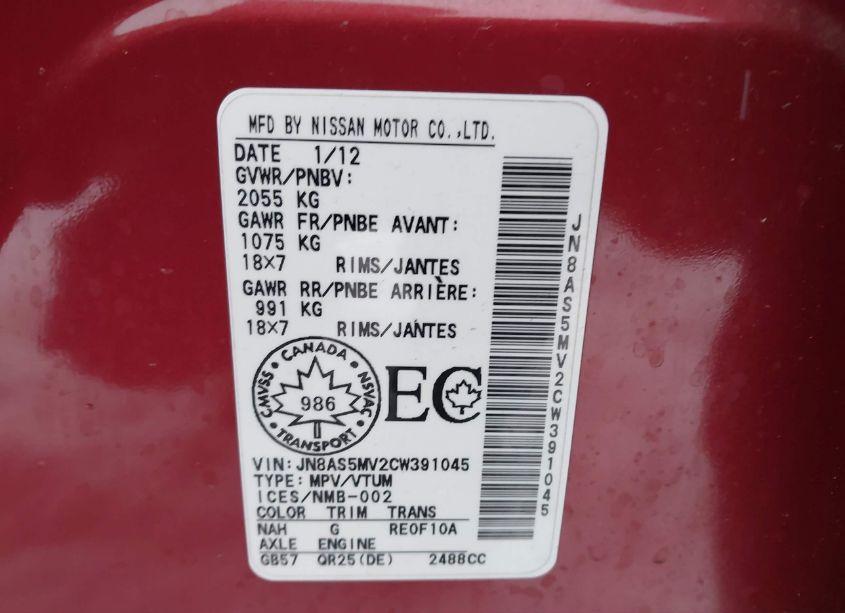 MFD BY NISSAN MOTOR CO.,LTD.
DATE 1/12
GVWR/PNBV:
2055 KG
GAWR FR/PNBE AVANT:
1075 KG
18×7 RIMS/JANTES
GAWR RR/PNBE ARRIÈRE:
991 KG
18×7 RIMS/JANTES
CANADA
CMVSS 986 NSVAC
TRANSPORT
EC
VIN:JN8AS5MV2CW391045
TYPE:MPV/VTUM
ICES/NMB-002
COLOR TRIM TRANS
NAH G RE0F10A
AXLE ENGINE
GB57 QR25(DE) 2488CC
JN8AS5MV2CW391045